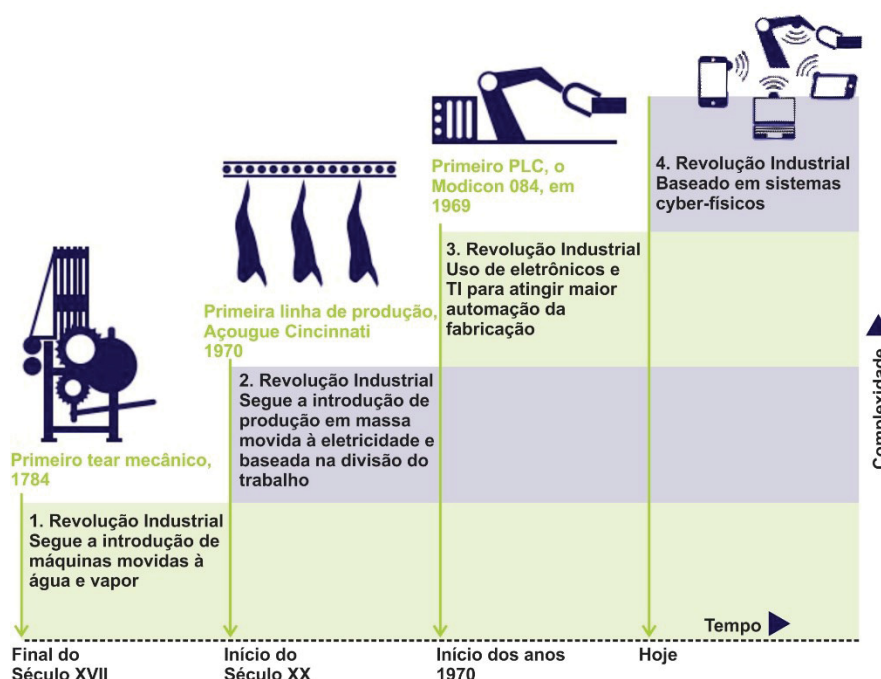 Primeiro PLC, o
Modicon 084, em
1969
4. Revolução Industrial
Baseado em sistemas
cyber-físicos
3. Revolução Industrial
Uso de eletrônicos e
TI para atingir maior
automação da
fabricação
Primeira linha de produção,
Açougue Cincinnati
1970
2. Revolução Industrial
Segue a introdução de
produção em massa
movida à eletricidade e
baseada na divisão do
trabalho
Primeiro tear mecânico,
1784
1. Revolução Industrial
Segue a introdução de
máquinas movidas à
água e vapor
Complexidade
Tempo
Final do
Século XVII
Início do
Século XX
Início dos anos
1970
Hoje